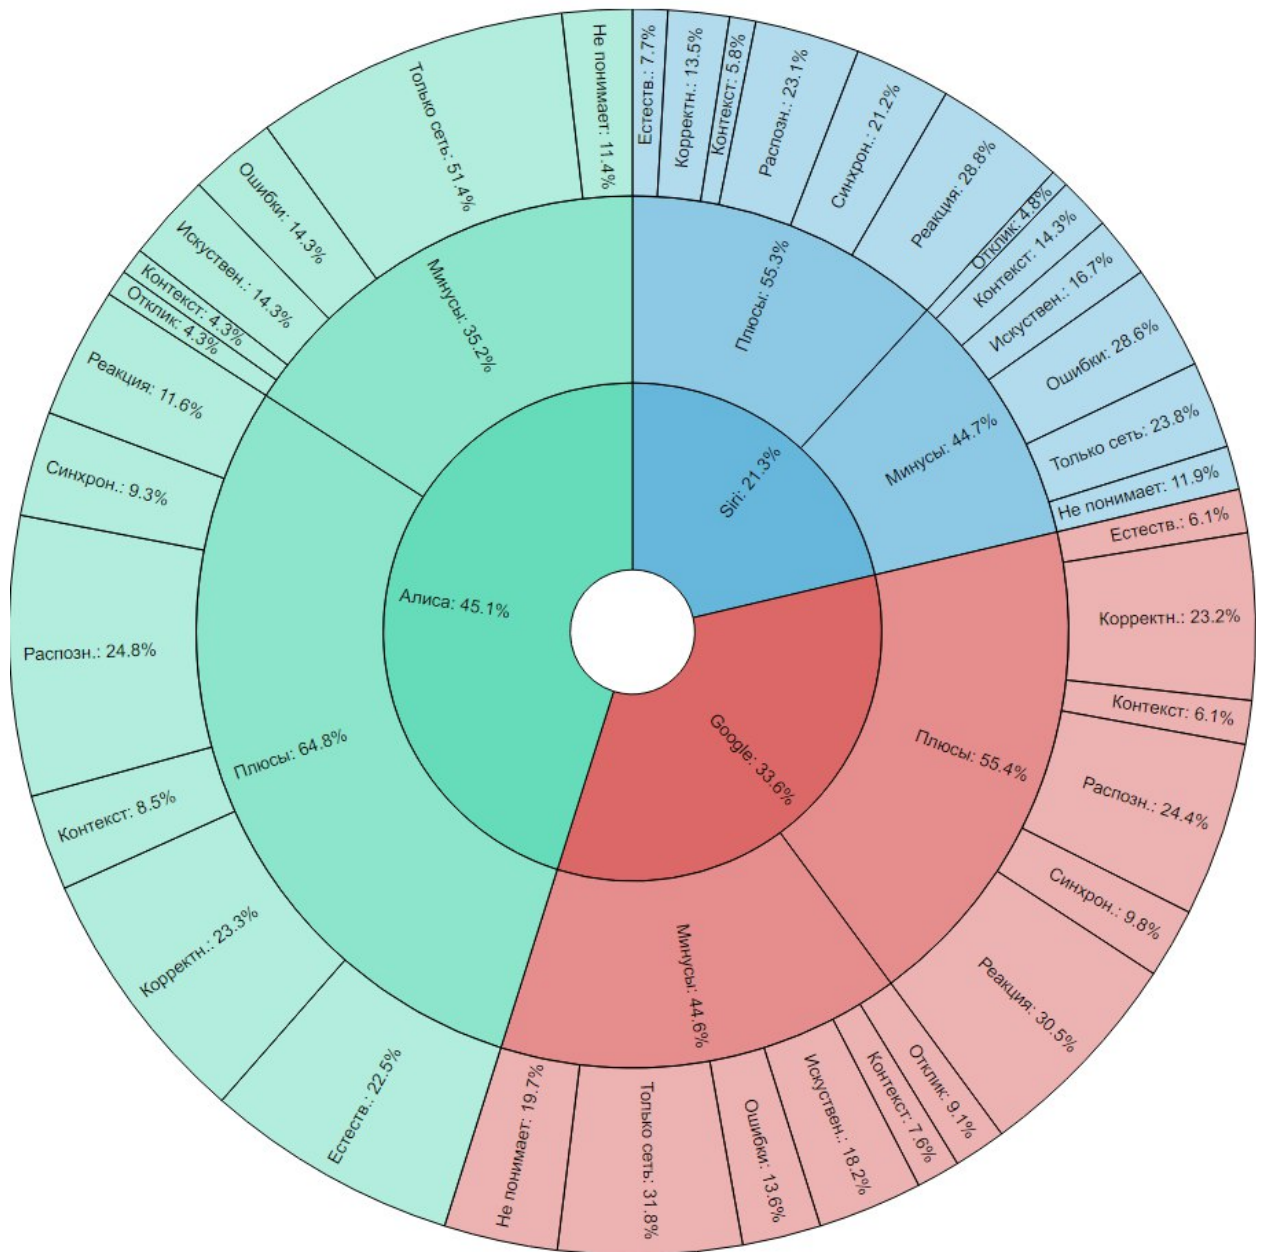 Siri: 21.3%
Плюсы: 55.3%
Естеств.: 7.7%
Корректн.: 13.5%
Контекст: 5.8%
Распозн.: 23.1%
Синхрон.: 21.2%
Реакция: 28.8%
Минусы: 44.7%
Отклик: 4.8%
Контекст: 14.3%
Искуствен.: 16.7%
Ошибки: 28.6%
Только сеть: 23.8%
Не понимает: 11.9%
Google: 33.6%
Плюсы: 55.4%
Естеств.: 6.1%
Корректн.: 23.2%
Контекст: 6.1%
Распозн.: 24.4%
Синхрон.: 9.8%
Реакция: 30.5%
Минусы: 44.6%
Отклик: 9.1%
Контекст: 7.6%
Искуствен.: 18.2%
Ошибки: 13.6%
Только сеть: 31.8%
Не понимает: 19.7%
Алиса: 45.1%
Плюсы: 64.8%
Естеств.: 22.5%
Корректн.: 23.3%
Контекст: 8.5%
Распозн.: 24.8%
Синхрон.: 9.3%
Реакция: 11.6%
Минусы: 35.2%
Отклик: 4.3%
Контекст: 4.3%
Искуствен.: 14.3%
Ошибки: 14.3%
Только сеть: 51.4%
Не понимает: 11.4%